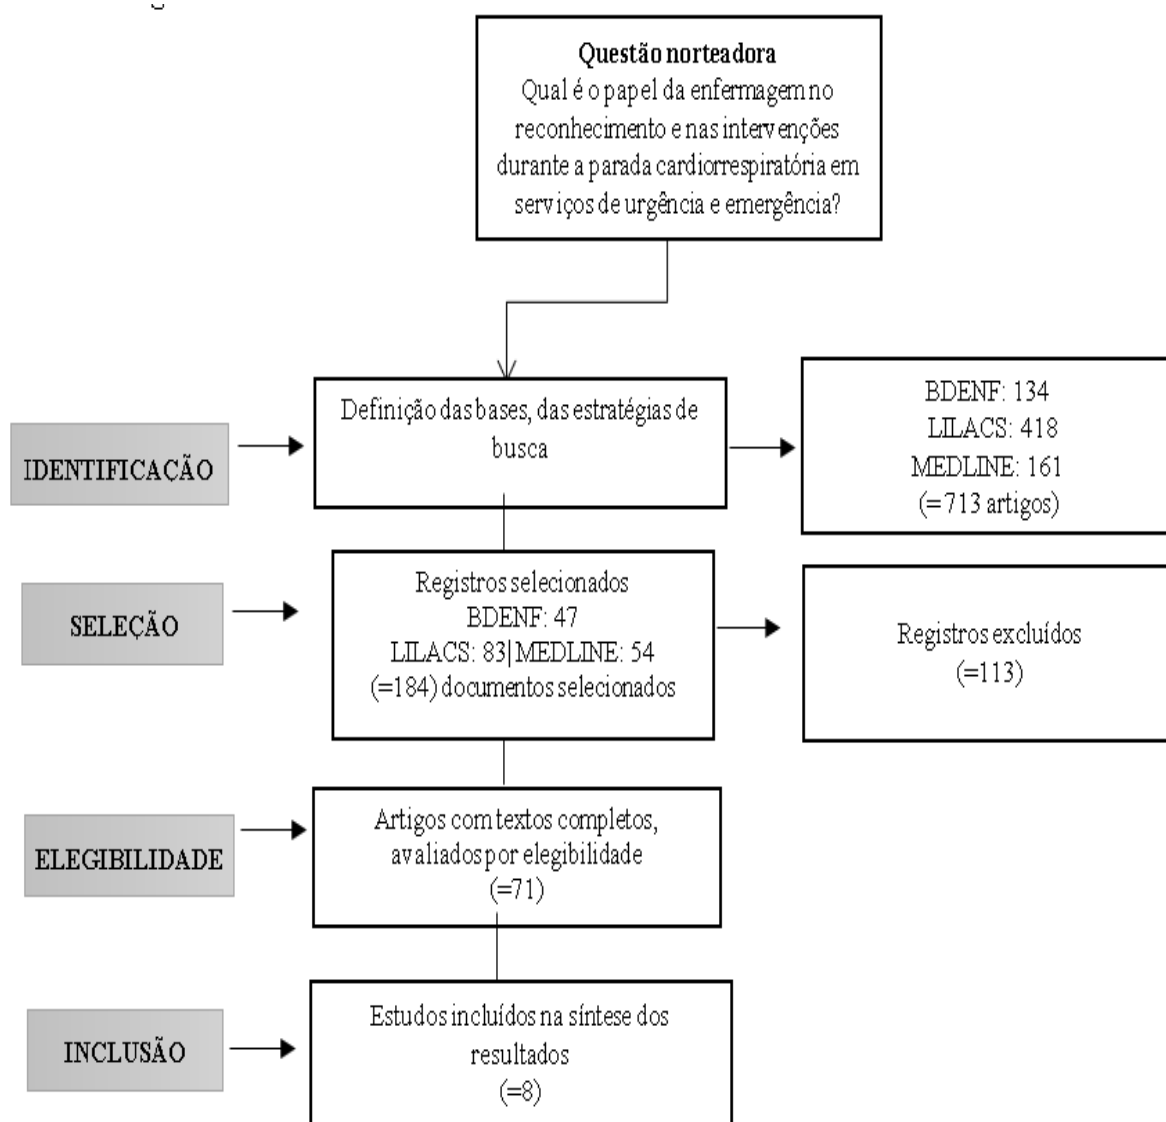 Questão norteadora
Qual é o papel da enfermagem no
reconhecimento e nas intervenções
durante a parada cardiorrespiratória em
serviços de urgência e emergência?
IDENTIFICAÇÃO
Definição das bases, das estratégias de
busca
BDENF: 134
LILACS: 418
MEDLINE: 161
(=713 artigos)
SELEÇÃO
Registros selecionados
BDENF: 47
LILACS: 83|MEDLINE: 54
(=184) documentos selecionados
Registros excluídos
(=113)
ELEGIBILIDADE
Artigos com textos completos,
avaliados por elegibilidade
(=71)
INCLUSÃO
Estudos incluídos na síntese dos
resultados
(=8)